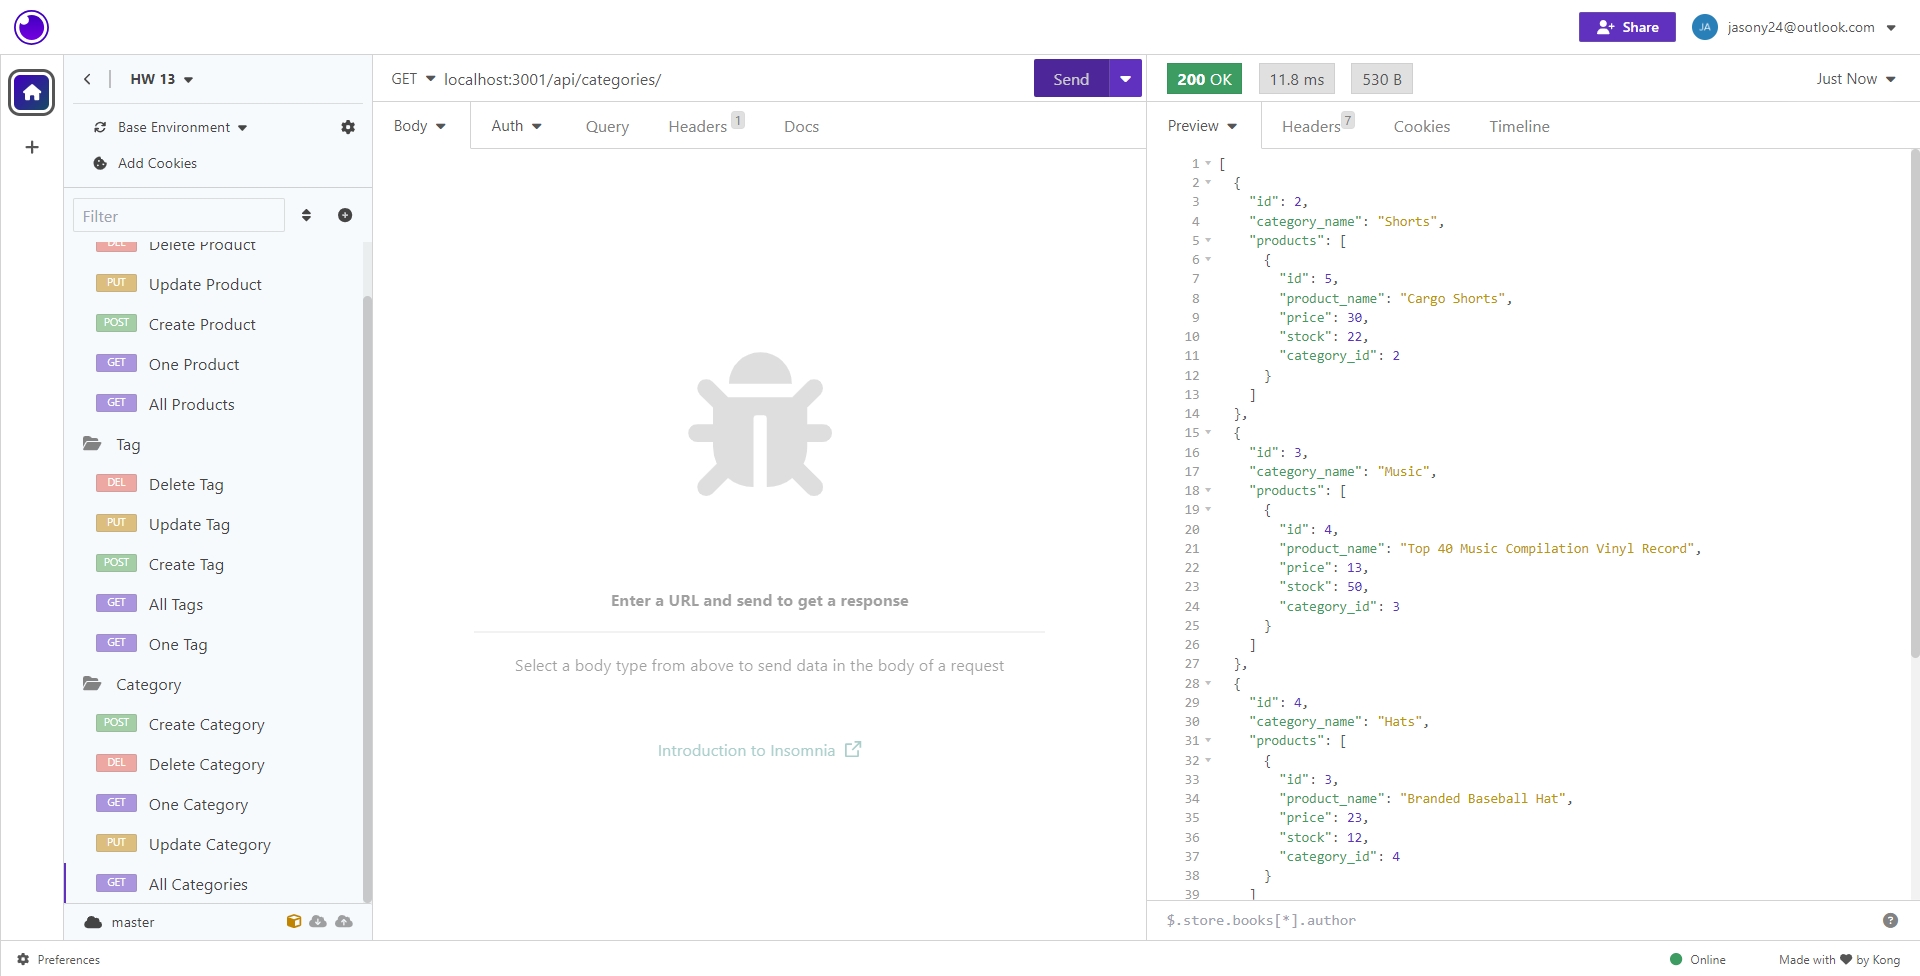 Share
JA
jasony24@outlook.com
HW 13
Base Environment
Add Cookies
Filter
DEL Delete Product
PUT Update Product
POST Create Product
GET One Product
GET All Products
Tag
DEL Delete Tag
PUT Update Tag
POST Create Tag
GET All Tags
GET One Tag
Category
POST Create Category
DEL Delete Category
GET One Category
PUT Update Category
GET All Categories
master
GET localhost:3001/api/categories/
Send
Body
Auth
Query
Headers 1
Docs
Enter a URL and send to get a response
Select a body type from above to send data in the body of a request
Introduction to Insomnia
200 OK
11.8 ms
530 B
Just Now
Preview
Headers 7
Cookies
Timeline
1 [
2 {
3 "id": 2,
4 "category_name": "Shorts",
5 "products": [
6 {
7 "id": 5,
8 "product_name": "Cargo Shorts",
9 "price": 30,
10 "stock": 22,
11 "category_id": 2
12 }
13 ]
14 },
15 {
16 "id": 3,
17 "category_name": "Music",
18 "products": [
19 {
20 "id": 4,
21 "product_name": "Top 40 Music Compilation Vinyl Record",
22 "price": 13,
23 "stock": 50,
24 "category_id": 3
25 }
26 ]
27 },
28 {
29 "id": 4,
30 "category_name": "Hats",
31 "products": [
32 {
33 "id": 3,
34 "product_name": "Branded Baseball Hat",
35 "price": 23,
36 "stock": 12,
37 "category_id": 4
38 }
39 ]
$.store.books[*].author
Preferences
Online
Made with ♥ by Kong